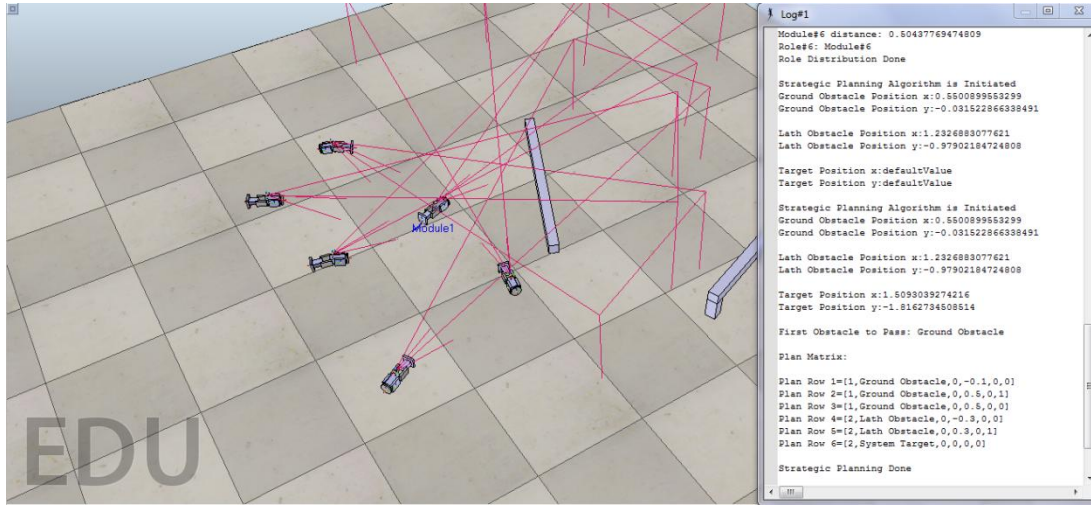 Module1
EDU
Log#1
Module#6 distance: 0.50437769474809
Role#6: Module#6
Role Distribution Done
Strategic Planning Algorithm is Initiated
Ground Obstacle Position x:0.5500899553299
Ground Obstacle Position y:-0.031522866338491
Lath Obstacle Position x:1.2326883077621
Lath Obstacle Position y:-0.97902184724808
Target Position x:defaultValue
Target Position y:defaultValue
Strategic Planning Algorithm is Initiated
Ground Obstacle Position x:0.5500899553299
Ground Obstacle Position y:-0.031522866338491
Lath Obstacle Position x:1.2326883077621
Lath Obstacle Position y:-0.97902184724808
Target Position x:1.5093039274216
Target Position y:-1.8162734508514
First Obstacle to Pass: Ground Obstacle
Plan Matrix:
Plan Row 1=[1,Ground Obstacle,0,-0.1,0,0]
Plan Row 2=[1,Ground Obstacle,0,0.5,0,1]
Plan Row 3=[1,Ground Obstacle,0,0.5,0,0]
Plan Row 4=[2,Lath Obstacle,0,-0.3,0,0]
Plan Row 5=[2,Lath Obstacle,0,0.3,0,1]
Plan Row 6=[2,System Target,0,0,0,0]
Strategic Planning Done